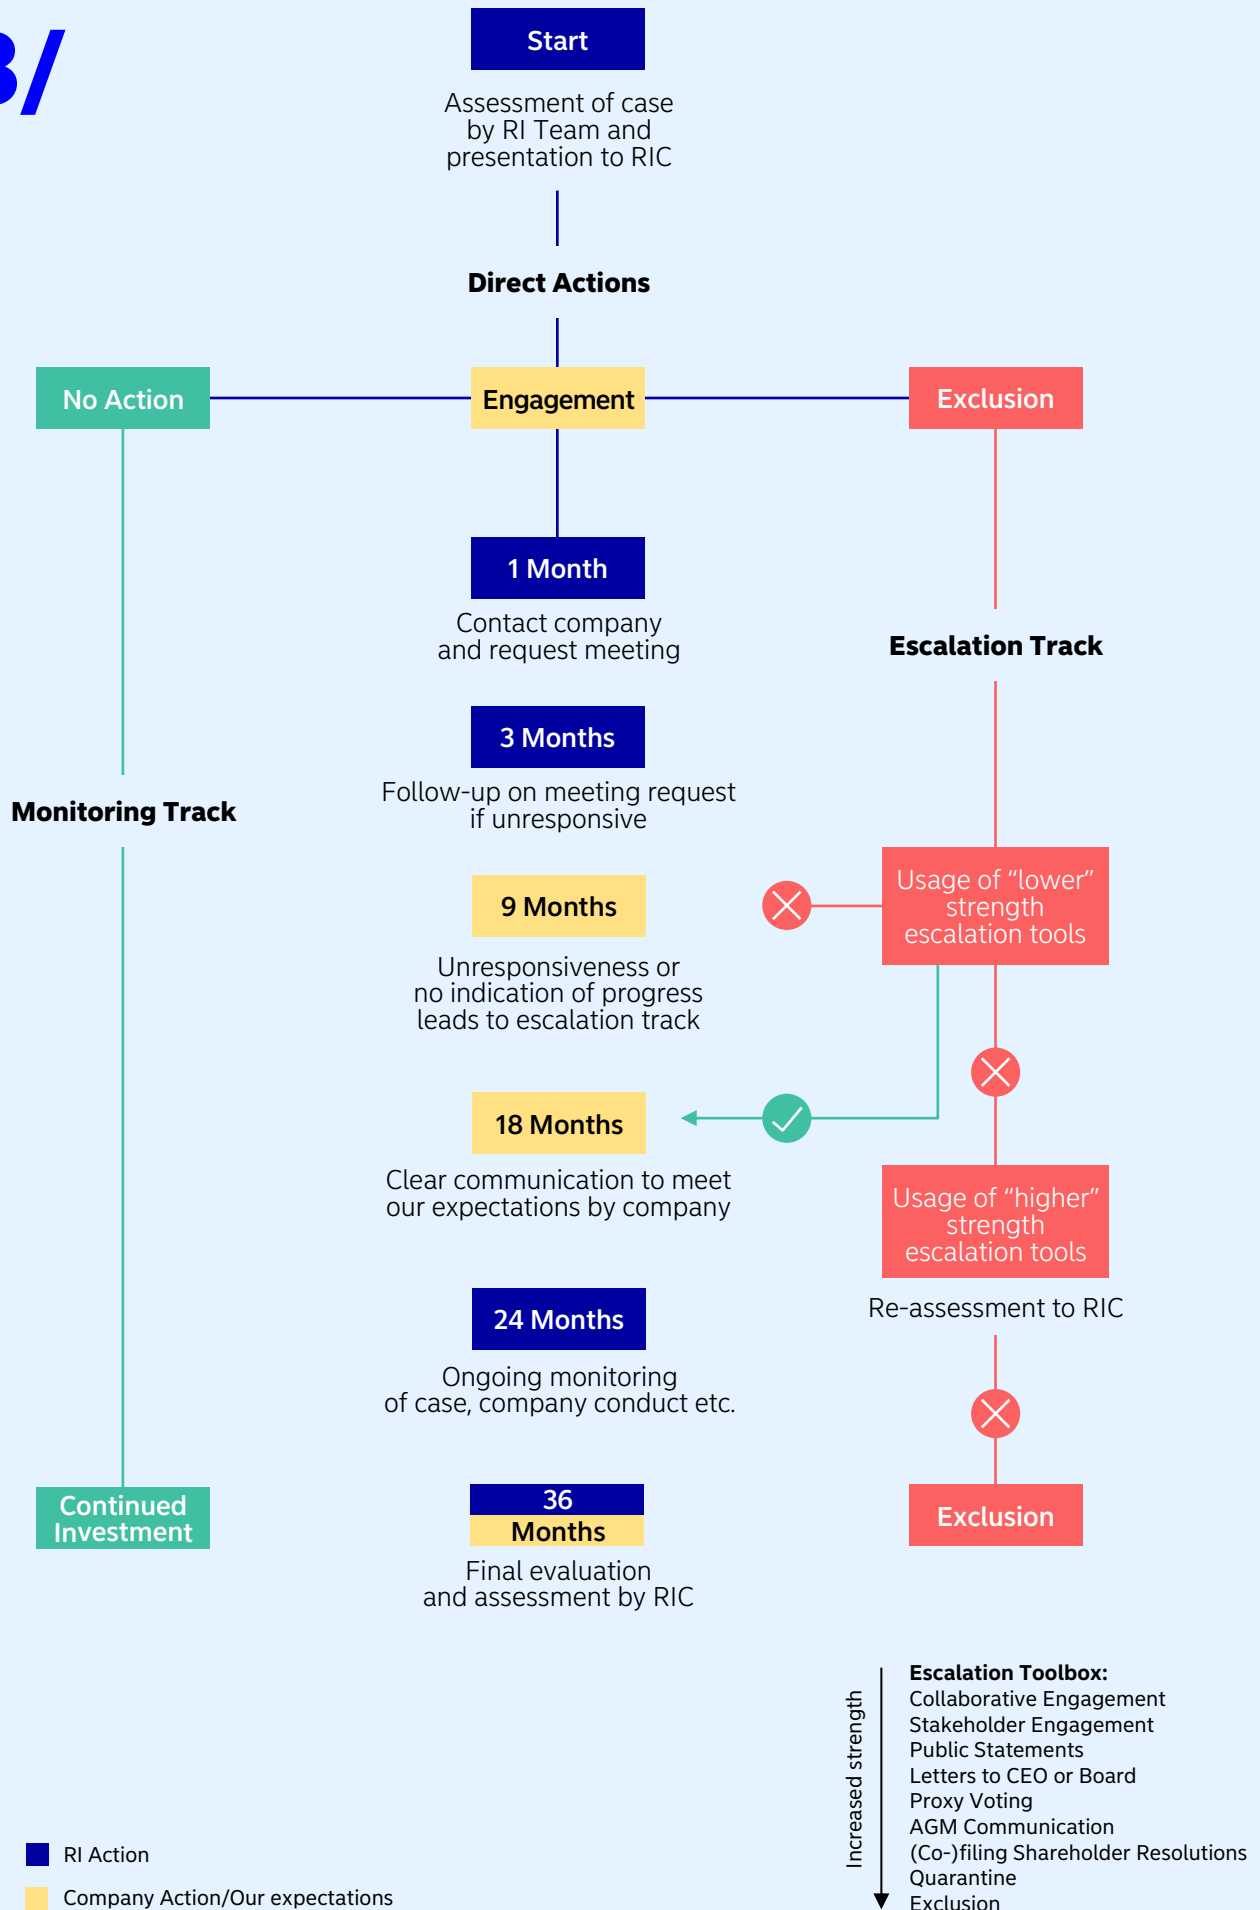 3/
Start
Assessment of case
by RI Team and
presentation to RIC
Direct Actions
No Action
Engagement
Exclusion
1 Month
Contact company
and request meeting
Escalation Track
3 Months
Follow-up on meeting request
if unresponsive
Monitoring Track
Usage of “lower”
strength
escalation tools
9 Months
Unresponsiveness or
no indication of progress
leads to escalation track
18 Months
Clear communication to meet
our expectations by company
Usage of “higher”
strength
escalation tools
Re-assessment to RIC
24 Months
Ongoing monitoring
of case, company conduct etc.
Continued
Investment
36
Months
Final evaluation
and assessment by RIC
Exclusion
Increased strength
Escalation Toolbox:
Collaborative Engagement
Stakeholder Engagement
Public Statements
Letters to CEO or Board
Proxy Voting
AGM Communication
(Co-)filing Shareholder Resolutions
Quarantine
Exclusion
RI Action
Company Action/Our expectations